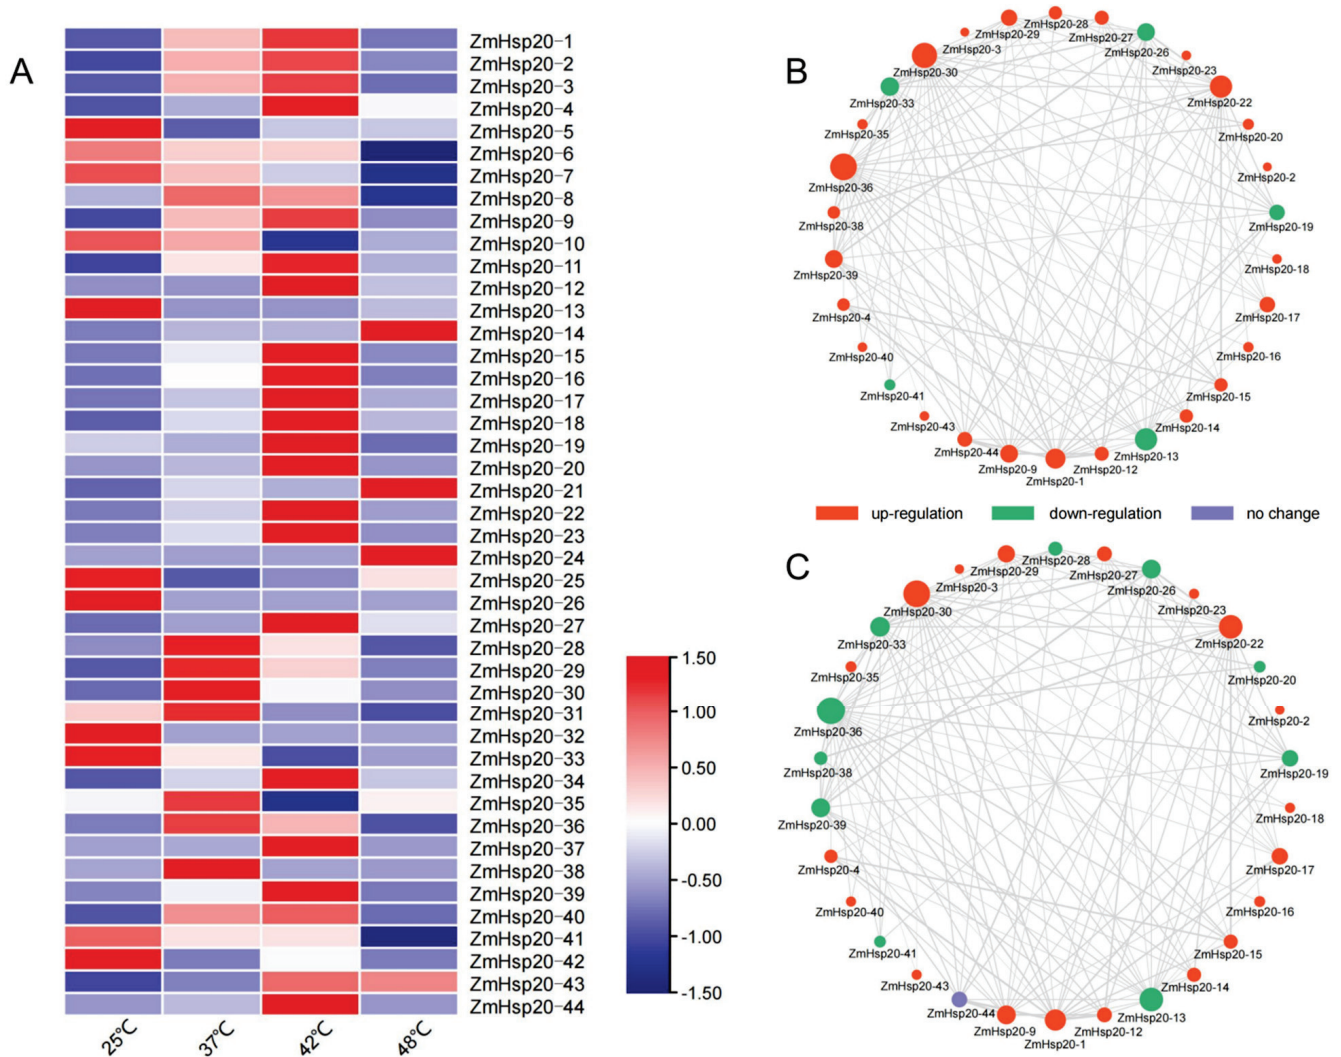 A
ZmHsp20-1
ZmHsp20-2
ZmHsp20-3
ZmHsp20-4
ZmHsp20-5
ZmHsp20-6
ZmHsp20-7
ZmHsp20-8
ZmHsp20-9
ZmHsp20-10
ZmHsp20-11
ZmHsp20-12
ZmHsp20-13
ZmHsp20-14
ZmHsp20-15
ZmHsp20-16
ZmHsp20-17
ZmHsp20-18
ZmHsp20-19
ZmHsp20-20
ZmHsp20-21
ZmHsp20-22
ZmHsp20-23
ZmHsp20-24
ZmHsp20-25
ZmHsp20-26
ZmHsp20-27
ZmHsp20-28
ZmHsp20-29
ZmHsp20-30
ZmHsp20-31
ZmHsp20-32
ZmHsp20-33
ZmHsp20-34
ZmHsp20-35
ZmHsp20-36
ZmHsp20-37
ZmHsp20-38
ZmHsp20-39
ZmHsp20-40
ZmHsp20-41
ZmHsp20-42
ZmHsp20-43
ZmHsp20-44
25°C
37°C
42°C
48°C
1.50
1.00
0.50
0.00
-0.50
-1.00
-1.50
B
ZmHsp20-28
ZmHsp20-27
ZmHsp20-26
ZmHsp20-23
ZmHsp20-22
ZmHsp20-20
ZmHsp20-2
ZmHsp20-19
ZmHsp20-18
ZmHsp20-17
ZmHsp20-16
ZmHsp20-15
ZmHsp20-14
ZmHsp20-13
ZmHsp20-12
ZmHsp20-1
ZmHsp20-9
ZmHsp20-44
ZmHsp20-43
ZmHsp20-41
ZmHsp20-40
ZmHsp20-4
ZmHsp20-39
ZmHsp20-38
ZmHsp20-36
ZmHsp20-35
ZmHsp20-33
ZmHsp20-30
ZmHsp20-3
ZmHsp20-29
up-regulation
down-regulation
no change
C
ZmHsp20-28
ZmHsp20-27
ZmHsp20-26
ZmHsp20-23
ZmHsp20-22
ZmHsp20-20
ZmHsp20-2
ZmHsp20-19
ZmHsp20-18
ZmHsp20-17
ZmHsp20-16
ZmHsp20-15
ZmHsp20-14
ZmHsp20-13
ZmHsp20-12
ZmHsp20-1
ZmHsp20-9
ZmHsp20-44
ZmHsp20-43
ZmHsp20-41
ZmHsp20-40
ZmHsp20-4
ZmHsp20-39
ZmHsp20-38
ZmHsp20-36
ZmHsp20-35
ZmHsp20-33
ZmHsp20-30
ZmHsp20-3
ZmHsp20-29